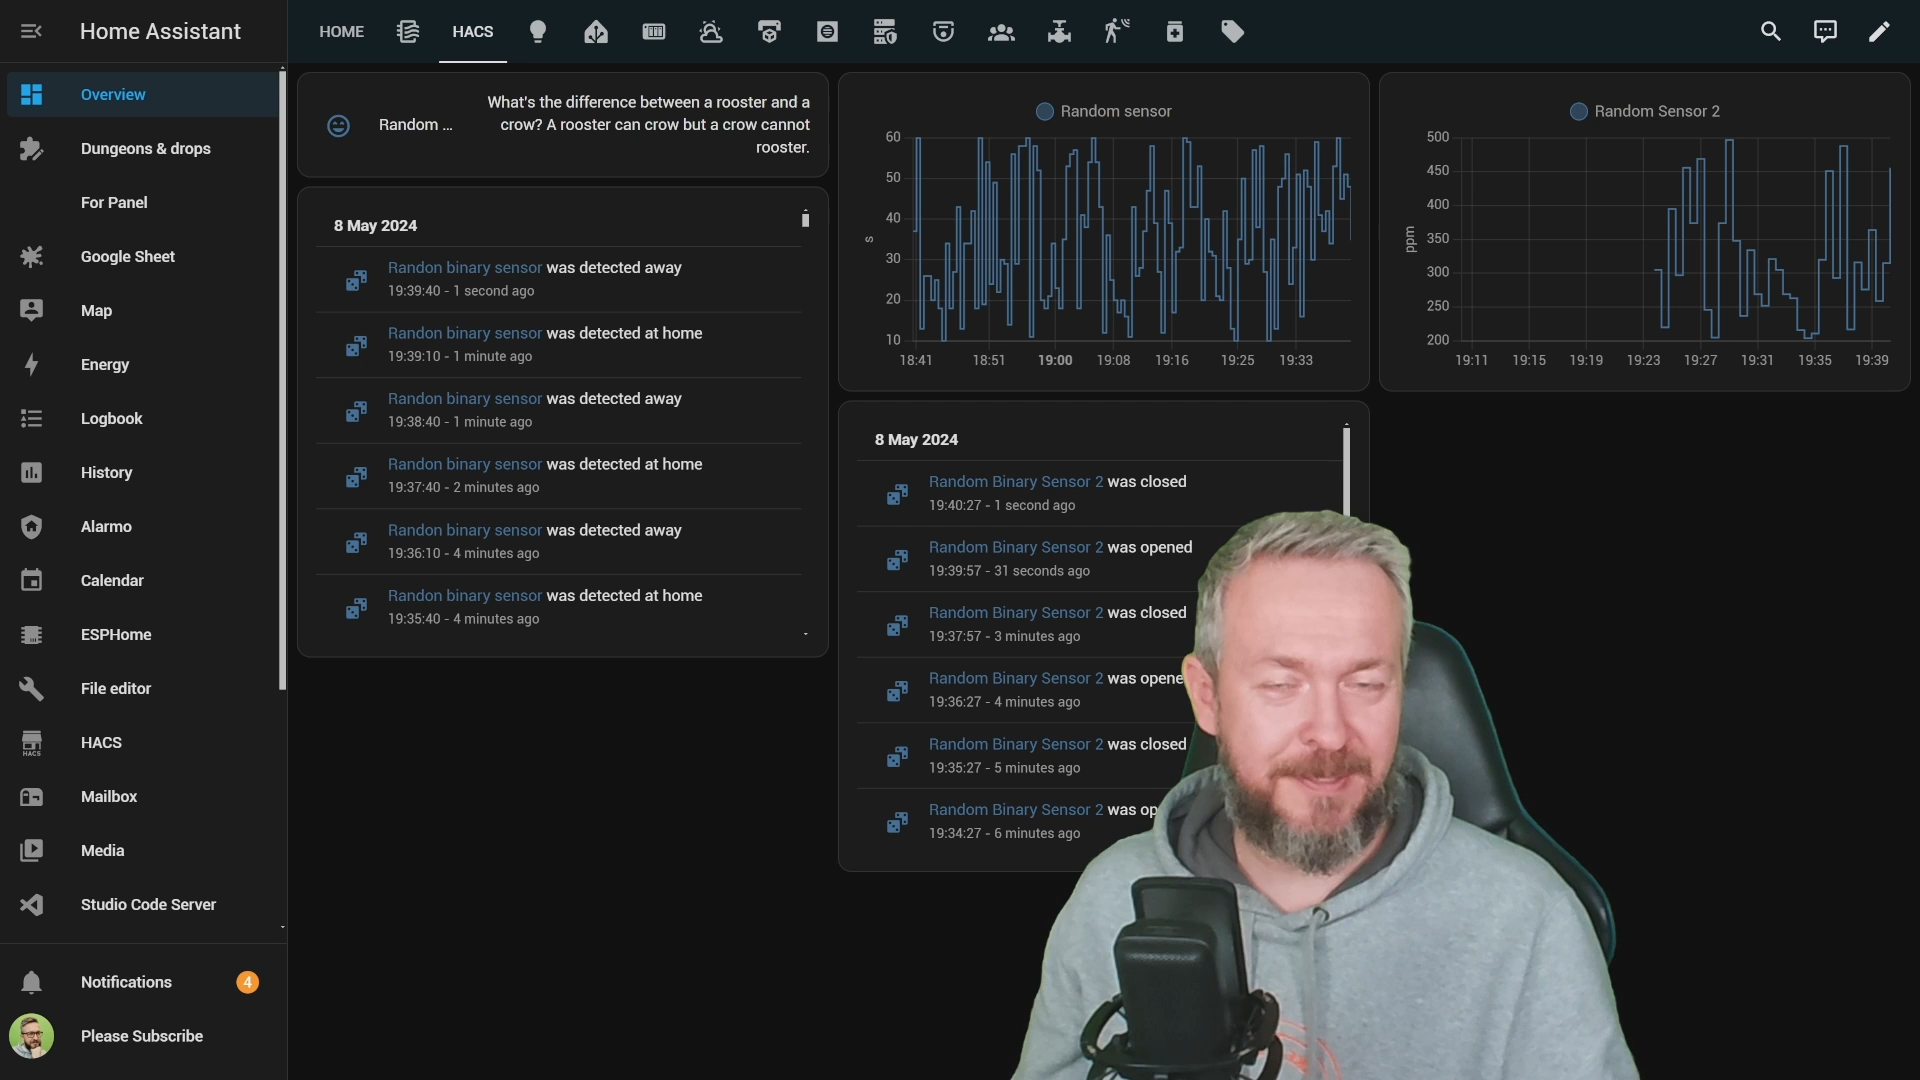 Home Assistant
HOME
HACS
Overview
Dungeons & drops
For Panel
Google Sheet
Map
Energy
Logbook
History
Alarmo
Calendar
ESPHome
File editor
HACS
HACS
Mailbox
Media
Studio Code Server
Notifications
4
Please Subscribe
Random ...
What's the difference between a rooster and a
crow? A rooster can crow but a crow cannot
rooster.
8 May 2024
Randon binary sensor was detected away
19:39:40 - 1 second ago
Randon binary sensor was detected at home
19:39:10 - 1 minute ago
Randon binary sensor was detected away
19:38:40 - 1 minute ago
Randon binary sensor was detected at home
19:37:40 - 2 minutes ago
Randon binary sensor was detected away
19:36:10 - 4 minutes ago
Randon binary sensor was detected at home
19:35:40 - 4 minutes ago
Random sensor
60
50
40
30
20
10
s
18:41 18:51 19:00 19:08 19:16 19:25 19:33
8 May 2024
Random Binary Sensor 2 was closed
19:40:27 - 1 second ago
Random Binary Sensor 2 was opened
19:39:57 - 31 seconds ago
Random Binary Sensor 2 was closed
19:37:57 - 3 minutes ago
Random Binary Sensor 2 was opene
19:36:27 - 4 minutes ago
Random Binary Sensor 2 was closed
19:35:27 - 5 minutes ago
Random Binary Sensor 2 was op
19:34:27 - 6 minutes ago
Random Sensor 2
500
450
400
350
300
250
200
ppm
19:11 19:15 19:19 19:23 19:27 19:31 19:35 19:39